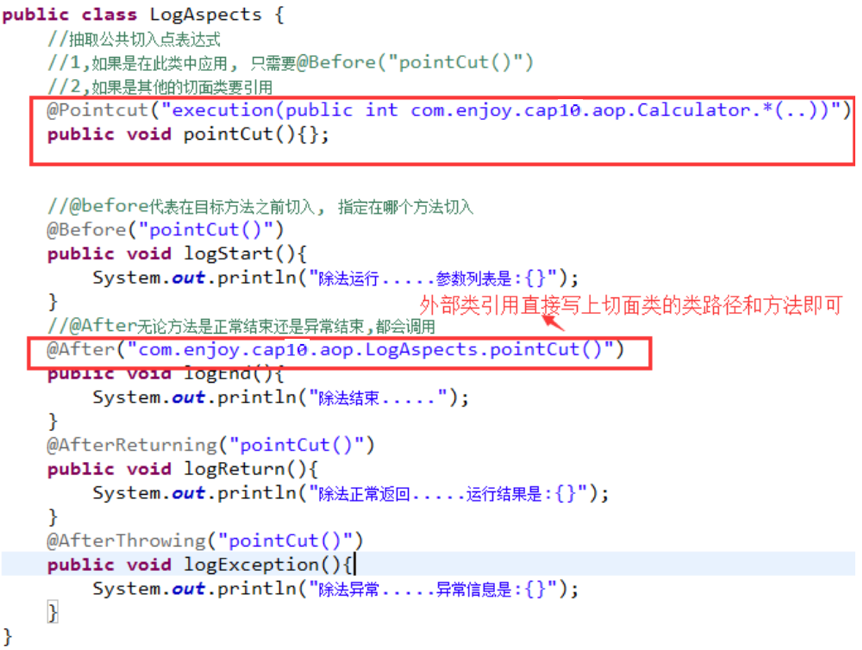 public class LogAspects {
//抽取公共切入点表达式
//1,如果是在此类中应用, 只需要@Before("pointCut()")
//2,如果是其他的切面类要引用
@Pointcut("execution(public int com.enjoy.cap10.aop.Calculator.*(..))")
public void pointCut(){};
//@before代表在目标方法之前切入, 指定在哪个方法切入
@Before("pointCut()")
public void logStart(){
System.out.println("除法运行.....参数列表是:{}");
}
外部类引用直接写上切面类的类路径和方法即可
//@After无论方法是正常结束还是异常结束,都会调用
@After("com.enjoy.cap10.aop.LogAspects.pointCut()")
public void logEnd(){
System.out.println("除法结束.....");
}
@AfterReturning("pointCut()")
public void logReturn(){
System.out.println("除法正常返回.....运行结果是:{}");
}
@AfterThrowing("pointCut()")
public void logException(){
System.out.println("除法异常.....异常信息是:{}");
}
}